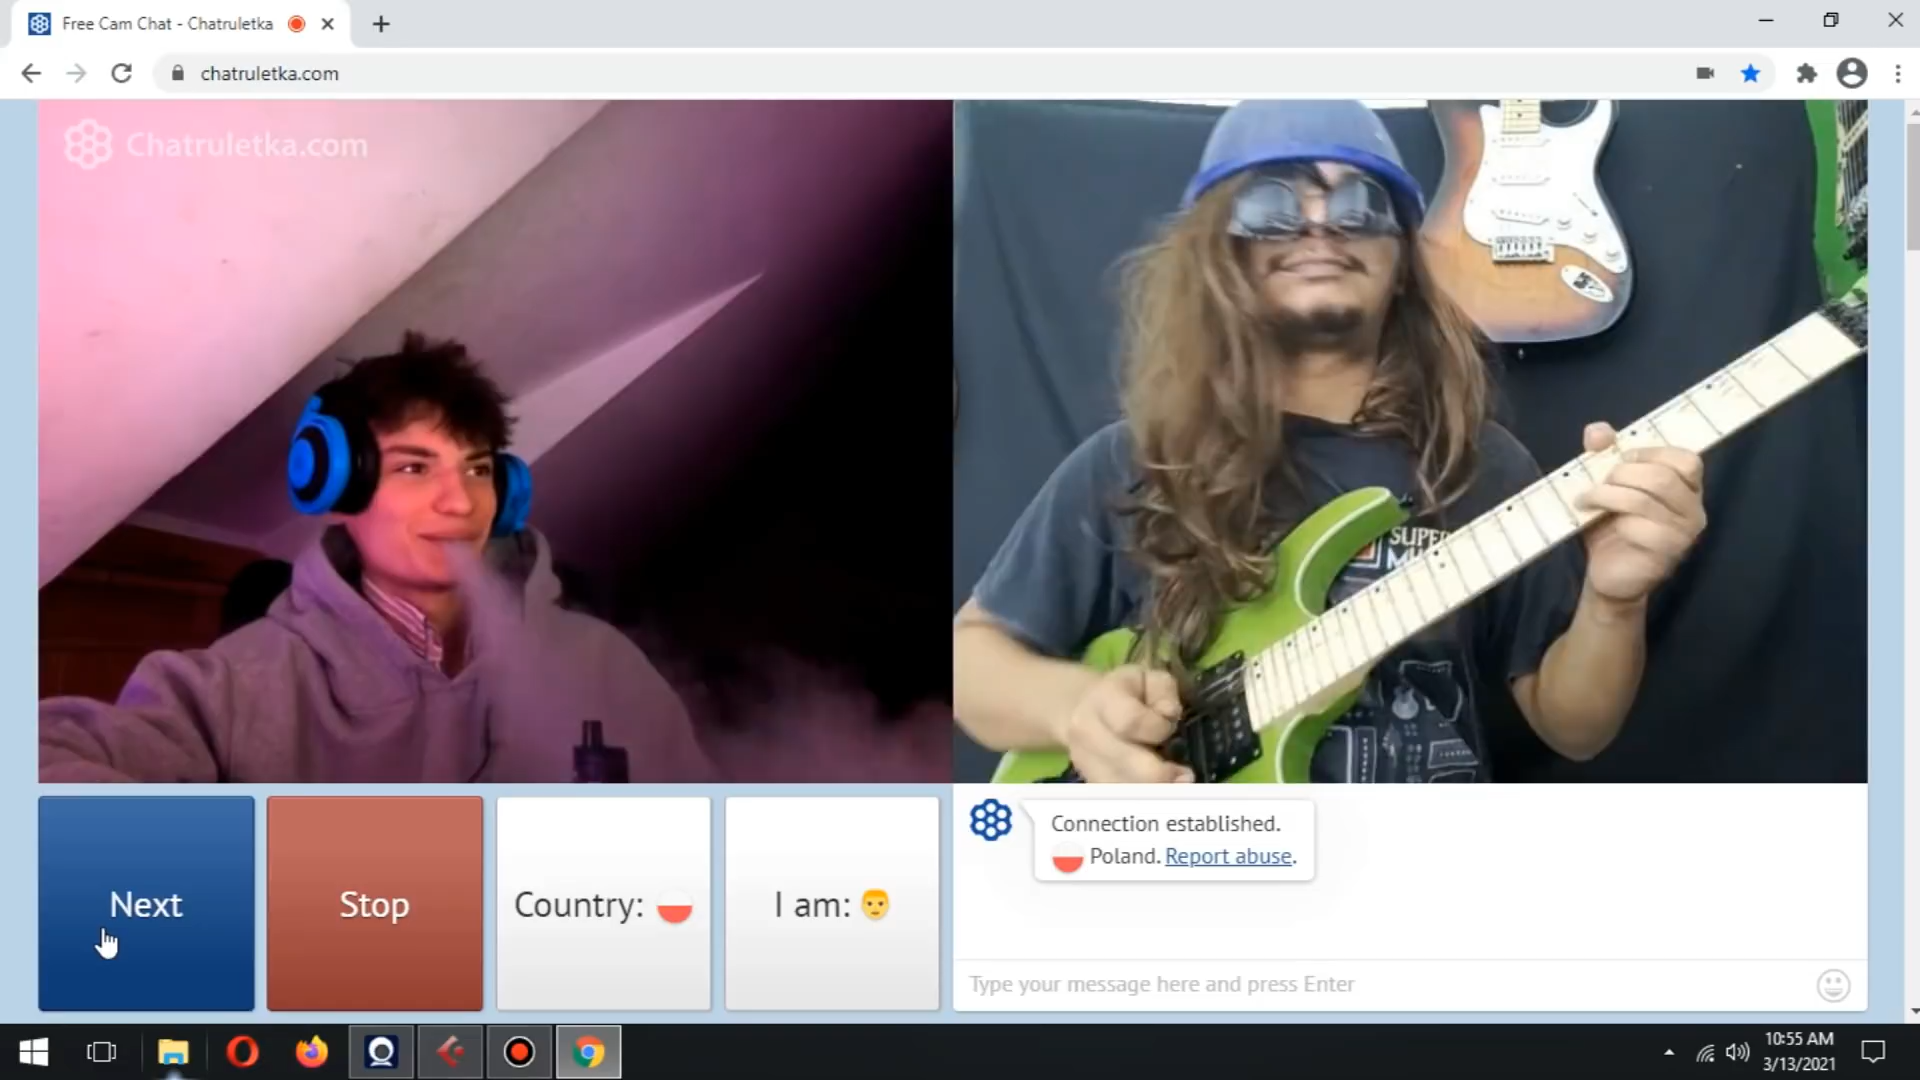 Free Cam Chat - Chatruletka
chatruletka.com
Chatruletka.com
SUPER
Next
Stop
Country:
I am:
Connection established.
Poland. Report abuse.
Type your message here and press Enter
10:55 AM
3/13/2021